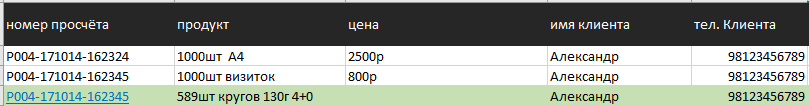 номер просчёта продукт цена имя клиента тел. Клиента
P004-171014-162324 1000шт А4 2500р Александр 98123456789
P004-171014-162345 1000шт визиток 800р Александр 98123456789
P004-171014-162345 589шт кругов 130г 4+0 Александр 98123456789